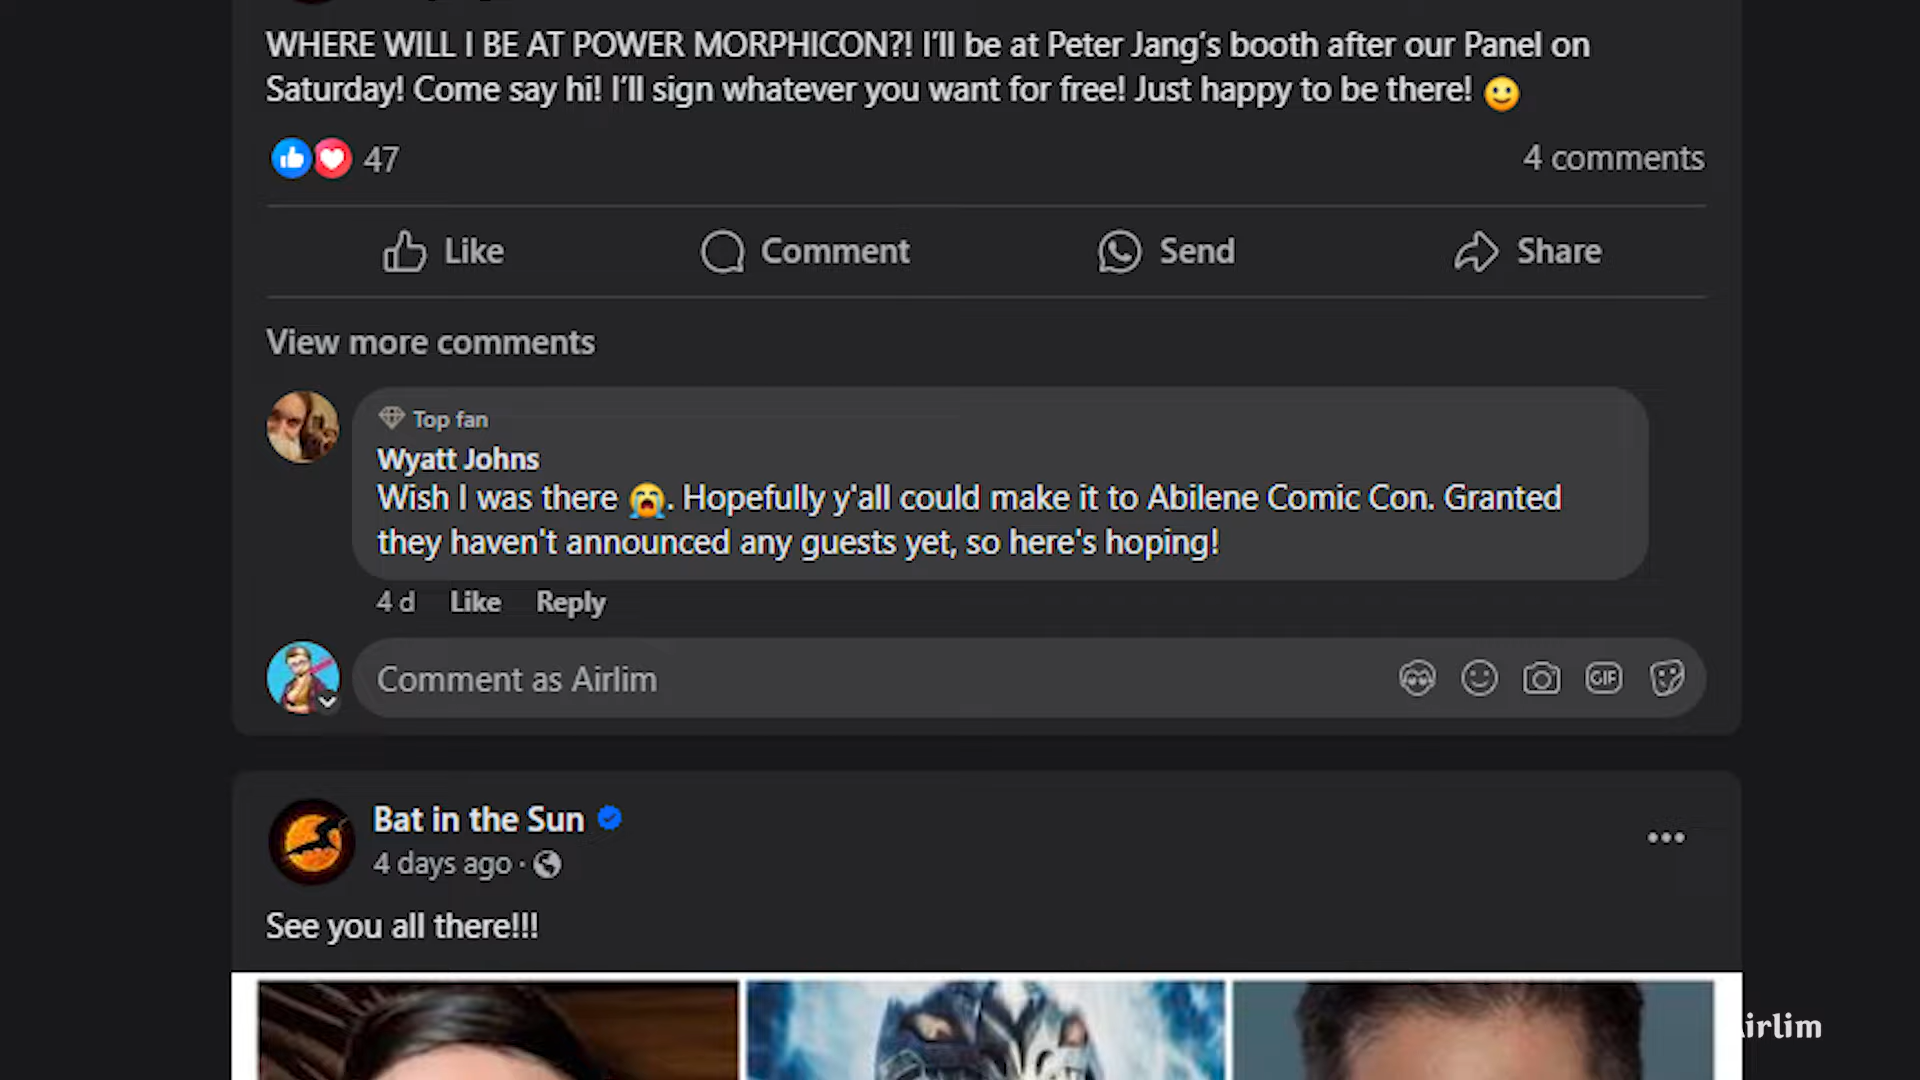 WHERE WILL I BE AT POWER MORPHICON?! I'll be at Peter Jang's booth after our Panel on
Saturday! Come say hi! I'll sign whatever you want for free! Just happy to be there! 🙂
47
4 comments
Like
Comment
Send
Share
View more comments
Top fan
Wyatt Johns
Wish I was there 😭. Hopefully y'all could make it to Abilene Comic Con. Granted
they haven't announced any guests yet, so here's hoping!
4 d Like Reply
Comment as Airlim
GIF
Bat in the Sun
4 days ago ·
See you all there!!!
Airlim